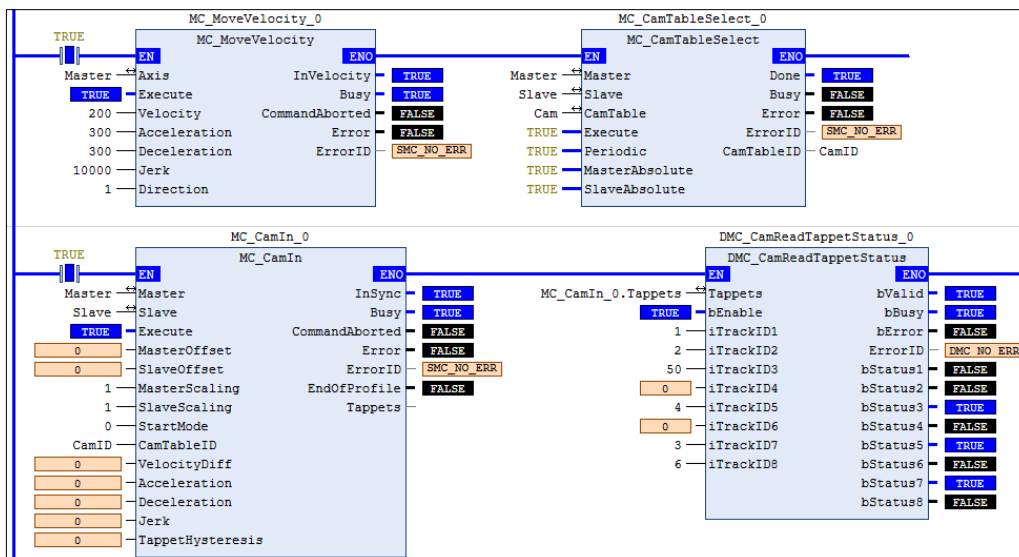 MC_MoveVelocity_0 MC_CamTableSelect_0
TRUE MC_MoveVelocity MC_CamTableSelect
EN ENO EN ENO
Master Axis InVelocity TRUE Master Master Done TRUE
TRUE Execute Busy TRUE Slave Slave Busy FALSE
200 Velocity CommandAborted FALSE Cam CamTable Error FALSE
300 Acceleration Error FALSE TRUE Execute ErrorID SMC_NO_ERR
300 Deceleration ErrorID SMC_NO_ERR TRUE Periodic CamTableID CamID
10000 Jerk TRUE MasterAbsolute
1 Direction TRUE SlaveAbsolute
MC_CamIn_0 DMC_CamReadTappetStatus_0
TRUE MC_CamIn DMC_CamReadTappetStatus
EN ENO EN ENO
Master Master InSync TRUE MC_CamIn_0.Tappets Tappets bValid TRUE
Slave Slave Busy TRUE TRUE bEnable bBusy TRUE
TRUE Execute CommandAborted FALSE 1 iTrackID1 bError FALSE
0 MasterOffset Error FALSE 2 iTrackID2 ErrorID DMC_NO_ERR
0 SlaveOffset ErrorID SMC_NO_ERR 50 iTrackID3 bStatus1 FALSE
1 MasterScaling EndOfProfile FALSE 0 iTrackID4 bStatus2 FALSE
1 SlaveScaling Tappets 4 iTrackID5 bStatus3 TRUE
0 StartMode 0 iTrackID6 bStatus4 FALSE
CamID CamTableID 3 iTrackID7 bStatus5 TRUE
0 VelocityDiff 6 iTrackID8 bStatus6 FALSE
0 Acceleration bStatus7 TRUE
0 Deceleration bStatus8 FALSE
0 Jerk
0 TappetHysteresis